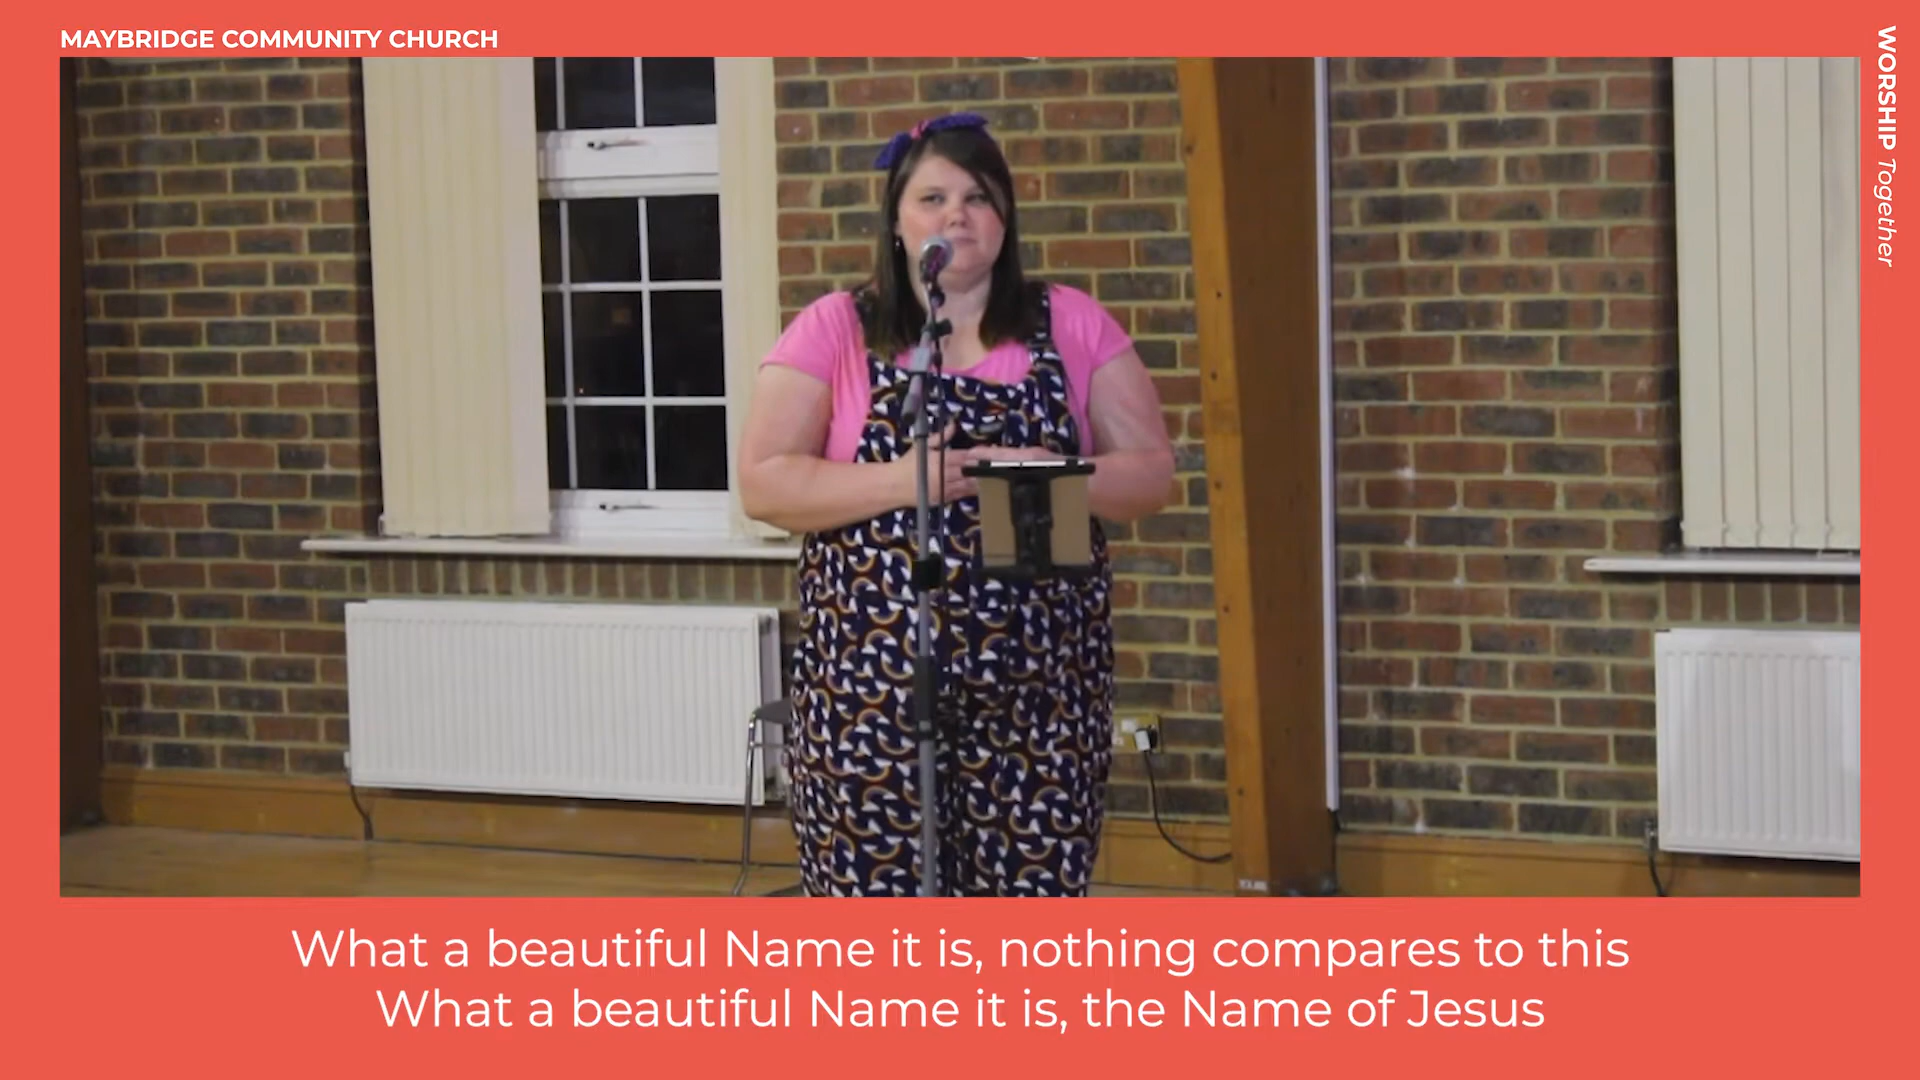 MAYBRIDGE COMMUNITY CHURCH
WORSHIP Together
What a beautiful Name it is, nothing compares to this
What a beautiful Name it is, the Name of Jesus